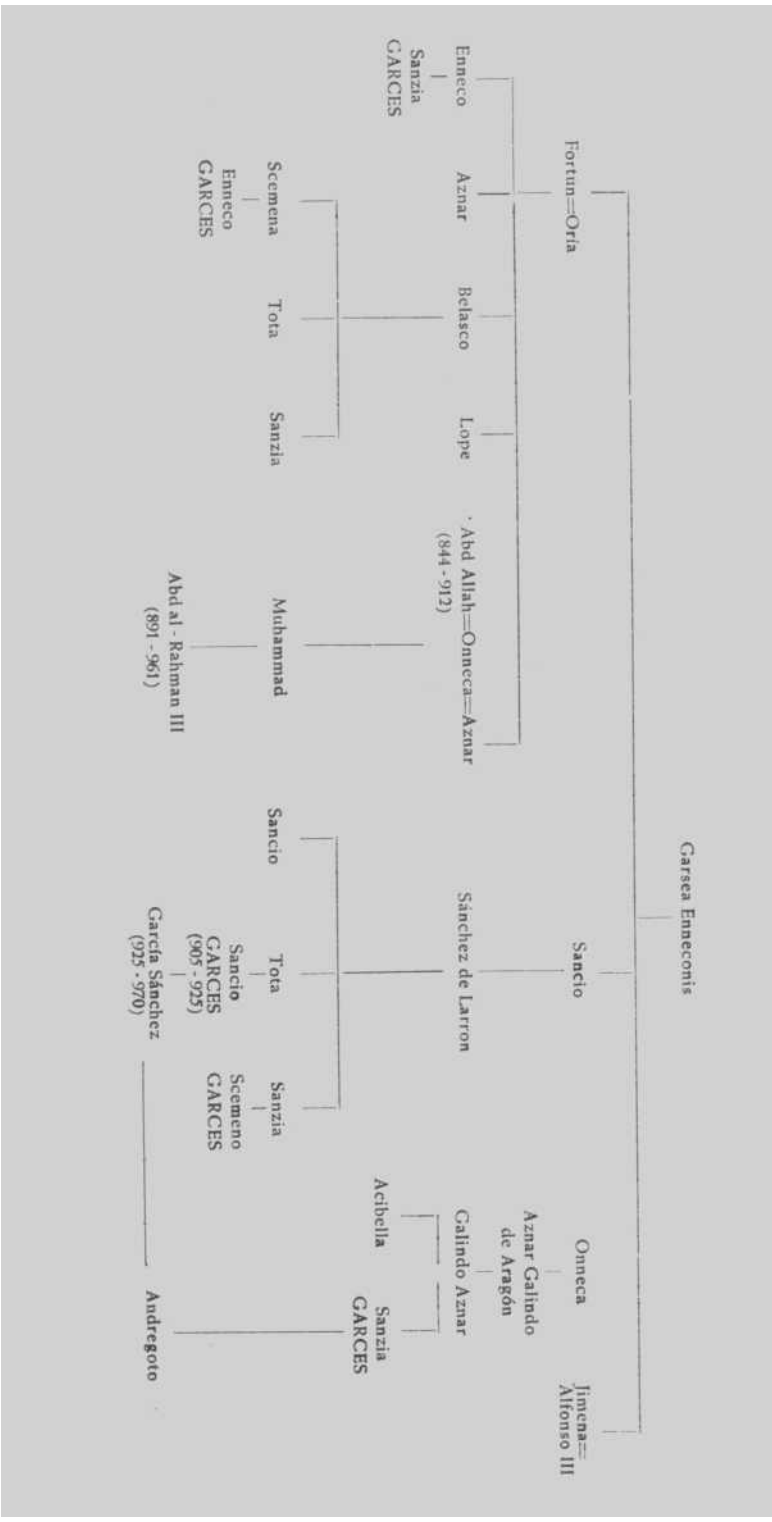 Garsea Enneconis
Fortun═Oría
Sancio
Onneca
Jimena═
Alfonso III
Aznar Galindo
de Aragón
Enneco
Aznar
Belasco
Lope
Abd Allah═Onneca═Aznar
(844 - 912)
Sánchez de Larron
Galindo Aznar
Sanzia
GARCES
Acibella
Sanzia
GARCES
Scemena
Tota
Sanzia
Muhammad
Sancio
Tota
Sanzia
Enneco
GARCES
Sancio
GARCES
(905 - 925)
Scemeno
GARCES
Abd al - Rahman III
(891 - 961)
García Sánchez
(925 - 970)
Andregoto